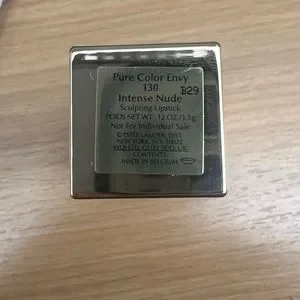 Pure Color Envy
130
B29
Intense Nude
Sculpting Lipstick
POIDS NET WT. .12 OZ/3.5g
Not For Individual Sale
©ESTEE LAUDER, DIST.
NEW YORK, N.Y. 10022
CONTENTS:
MADE IN BELGIUM